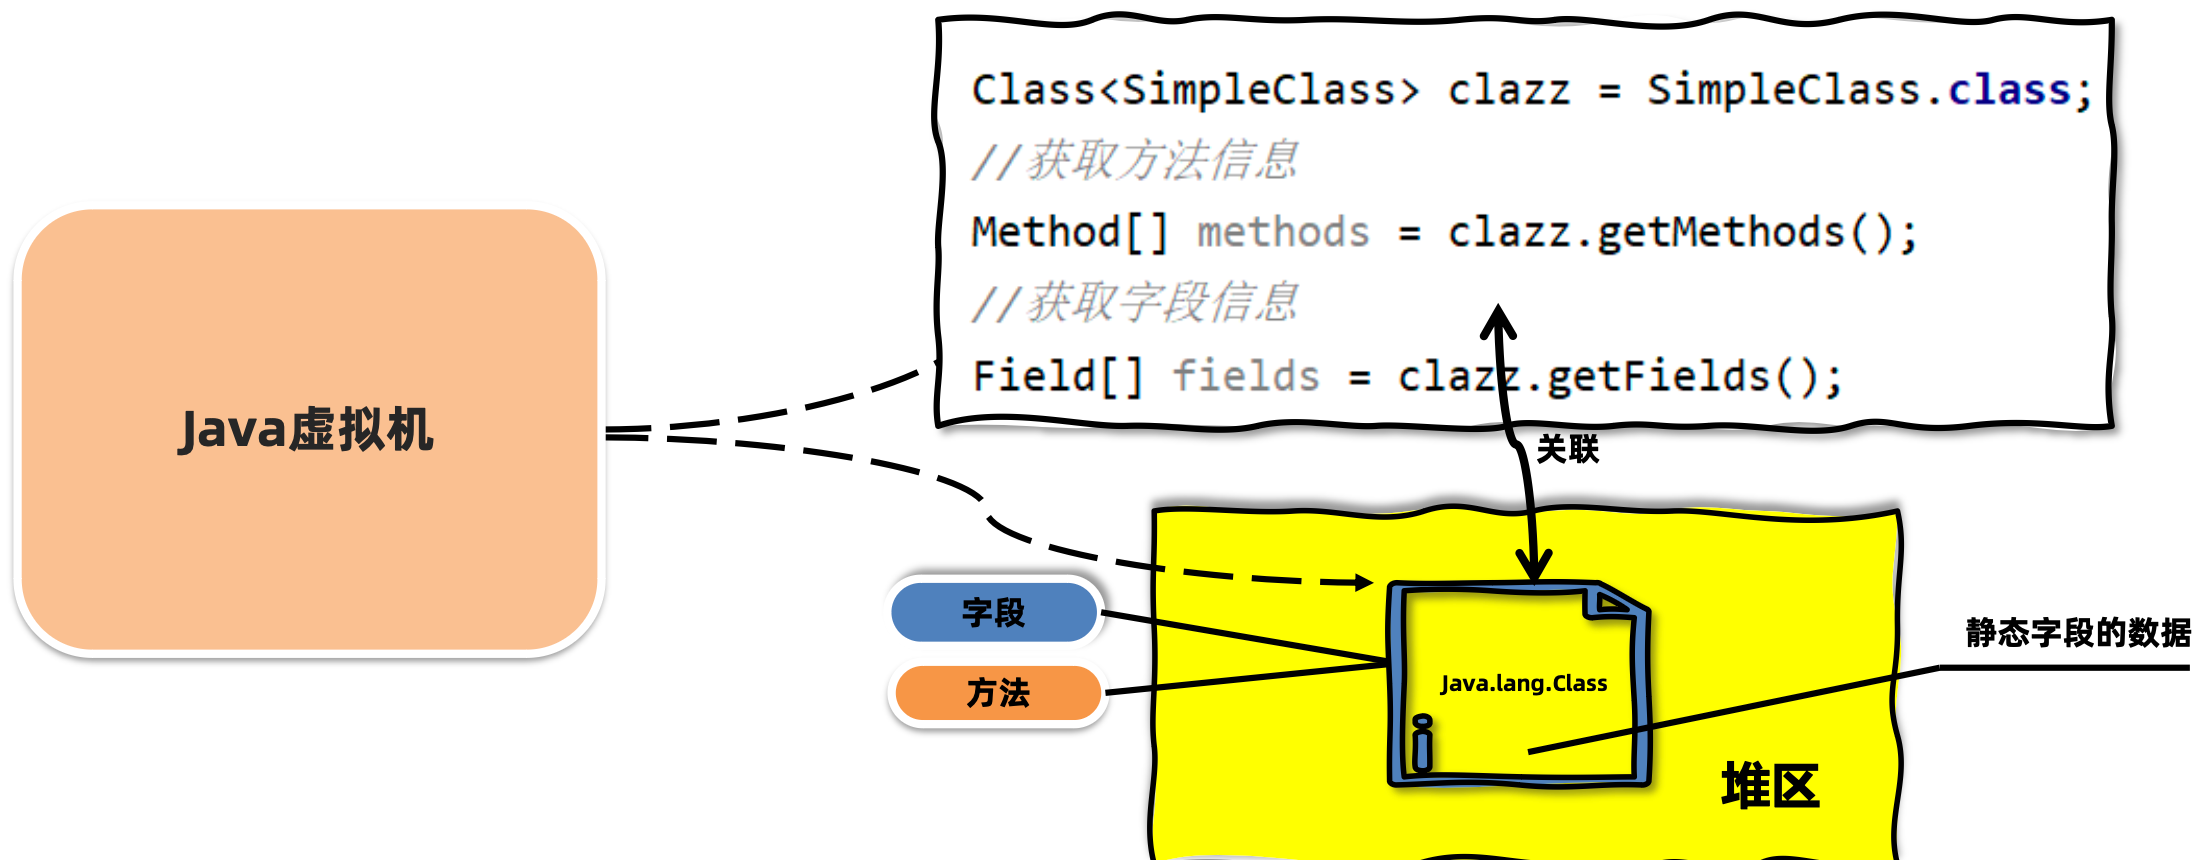 Class<SimpleClass> clazz = SimpleClass.class;
//获取方法信息
Method[] methods = clazz.getMethods();
//获取字段信息
Field[] fields = clazz.getFields();
Java虚拟机
关联
字段
方法
Java.lang.Class
静态字段的数据
堆区